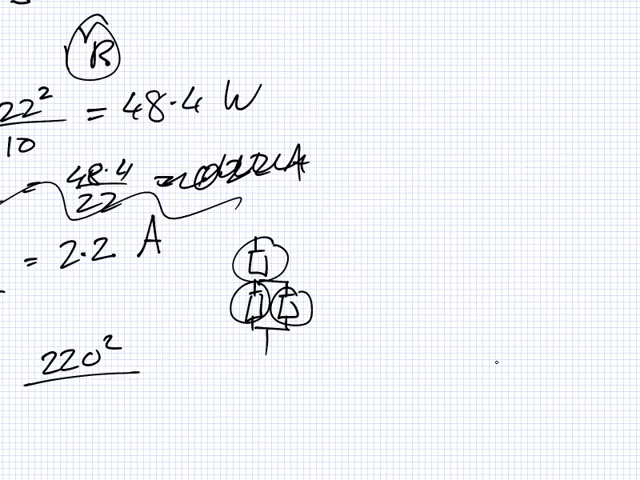 R
22² / 10 = 48.4 W
= 48.4 / 22 =
= 2.2 A
220²